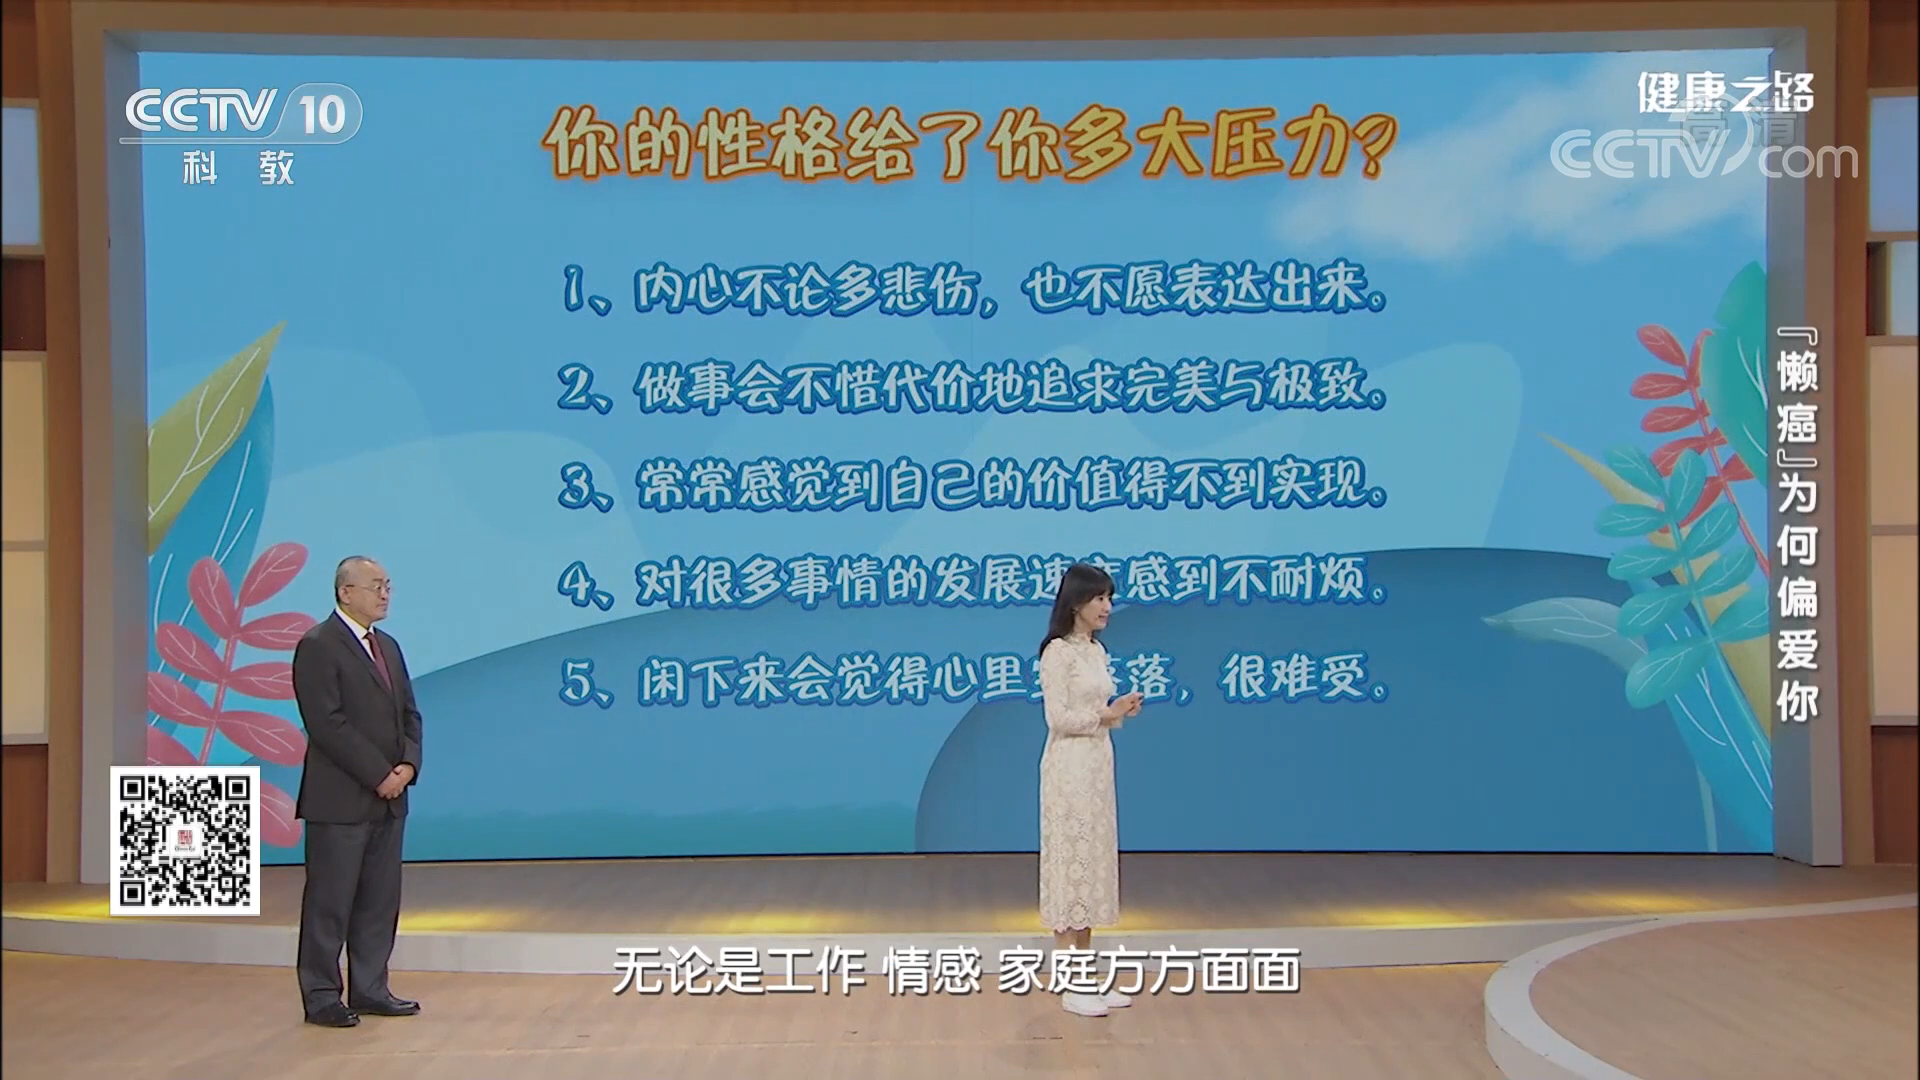 CCTV 10
科教
健康之路
高清
CCTV.com
你的性格给了你多大压力?
1、内心不论多悲伤，也不愿表达出来。
2、做事会不惜代价地追求完美与极致。
3、常常感觉到自己的价值得不到实现。
4、对很多事情的发展速 感到不耐烦。
5、闲下来会觉得心里 落，很难受。
『懒癌』为何偏爱你
无论是工作 情感 家庭方方面面